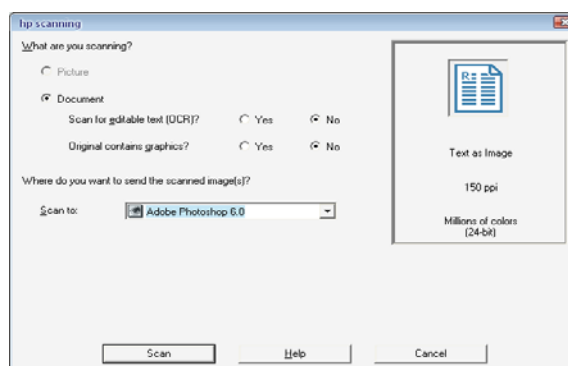 hp scanning
What are you scanning?
Picture
Document
Scan for editable text (OCR)? Yes No
Original contains graphics? Yes No
Where do you want to send the scanned image(s)?
Scan to: Adobe Photoshop 6.0
Text as Image
150 ppi
Millions of colors
(24-bit)
Scan Help Cancel